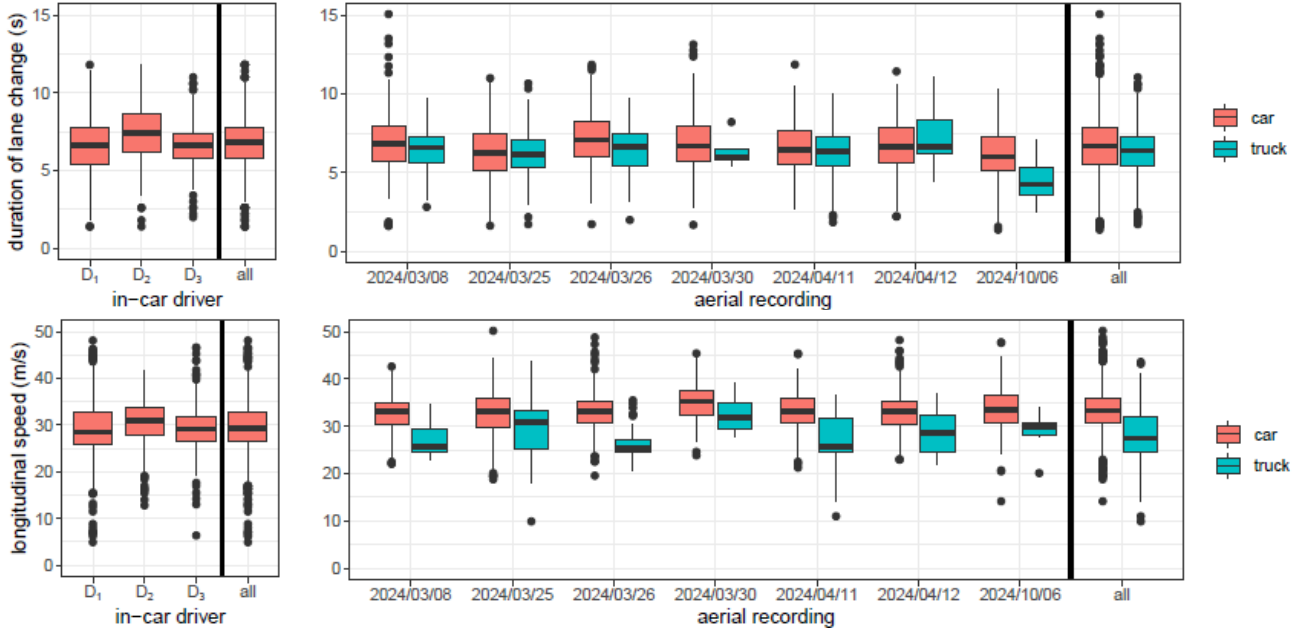 duration of lane change (s)
15
10
5
0
D₁ D₂ D₃ all
in-car driver
15
10
5
0
2024/03/08 2024/03/25 2024/03/26 2024/03/30 2024/04/11 2024/04/12 2024/10/06 all
aerial recording
car
truck
longitudinal speed (m/s)
50
40
30
20
10
0
D₁ D₂ D₃ all
in-car driver
50
40
30
20
10
0
2024/03/08 2024/03/25 2024/03/26 2024/03/30 2024/04/11 2024/04/12 2024/10/06 all
aerial recording
car
truck